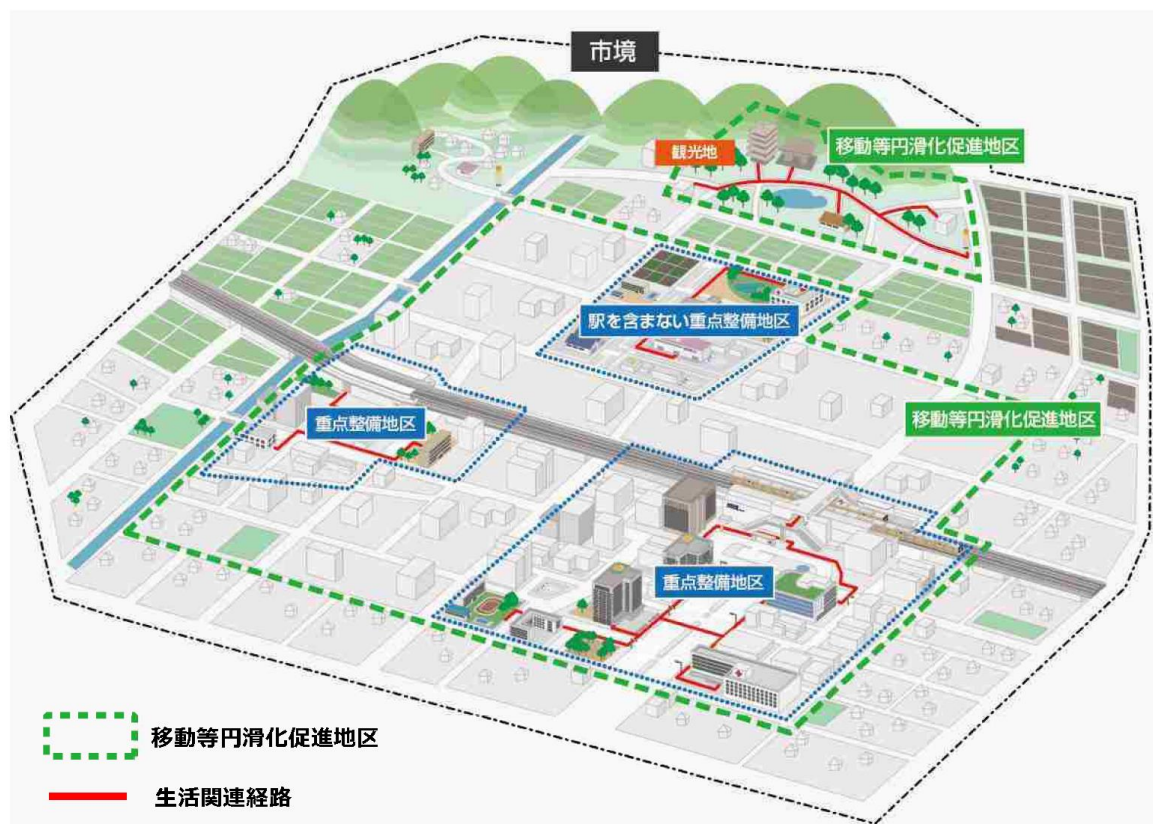 市境
観光地
移動等円滑化促進地区
駅を含まない重点整備地区
重点整備地区
移動等円滑化促進地区
重点整備地区
移動等円滑化促進地区
生活関連経路